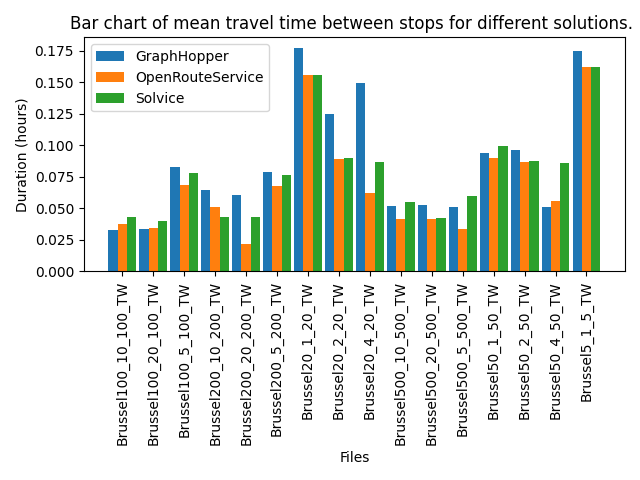 Bar chart of mean travel time between stops for different solutions.
GraphHopper
OpenRouteService
Solvice
Duration (hours)
0.175
0.150
0.125
0.100
0.075
0.050
0.025
0.000
Brussel100_10_100_TW
Brussel100_20_100_TW
Brussel100_5_100_TW
Brussel200_10_200_TW
Brussel200_20_200_TW
Brussel200_5_200_TW
Brussel20_1_20_TW
Brussel20_2_20_TW
Brussel20_4_20_TW
Brussel500_10_500_TW
Brussel500_20_500_TW
Brussel500_5_500_TW
Brussel50_1_50_TW
Brussel50_2_50_TW
Brussel50_4_50_TW
Brussel5_1_5_TW
Files